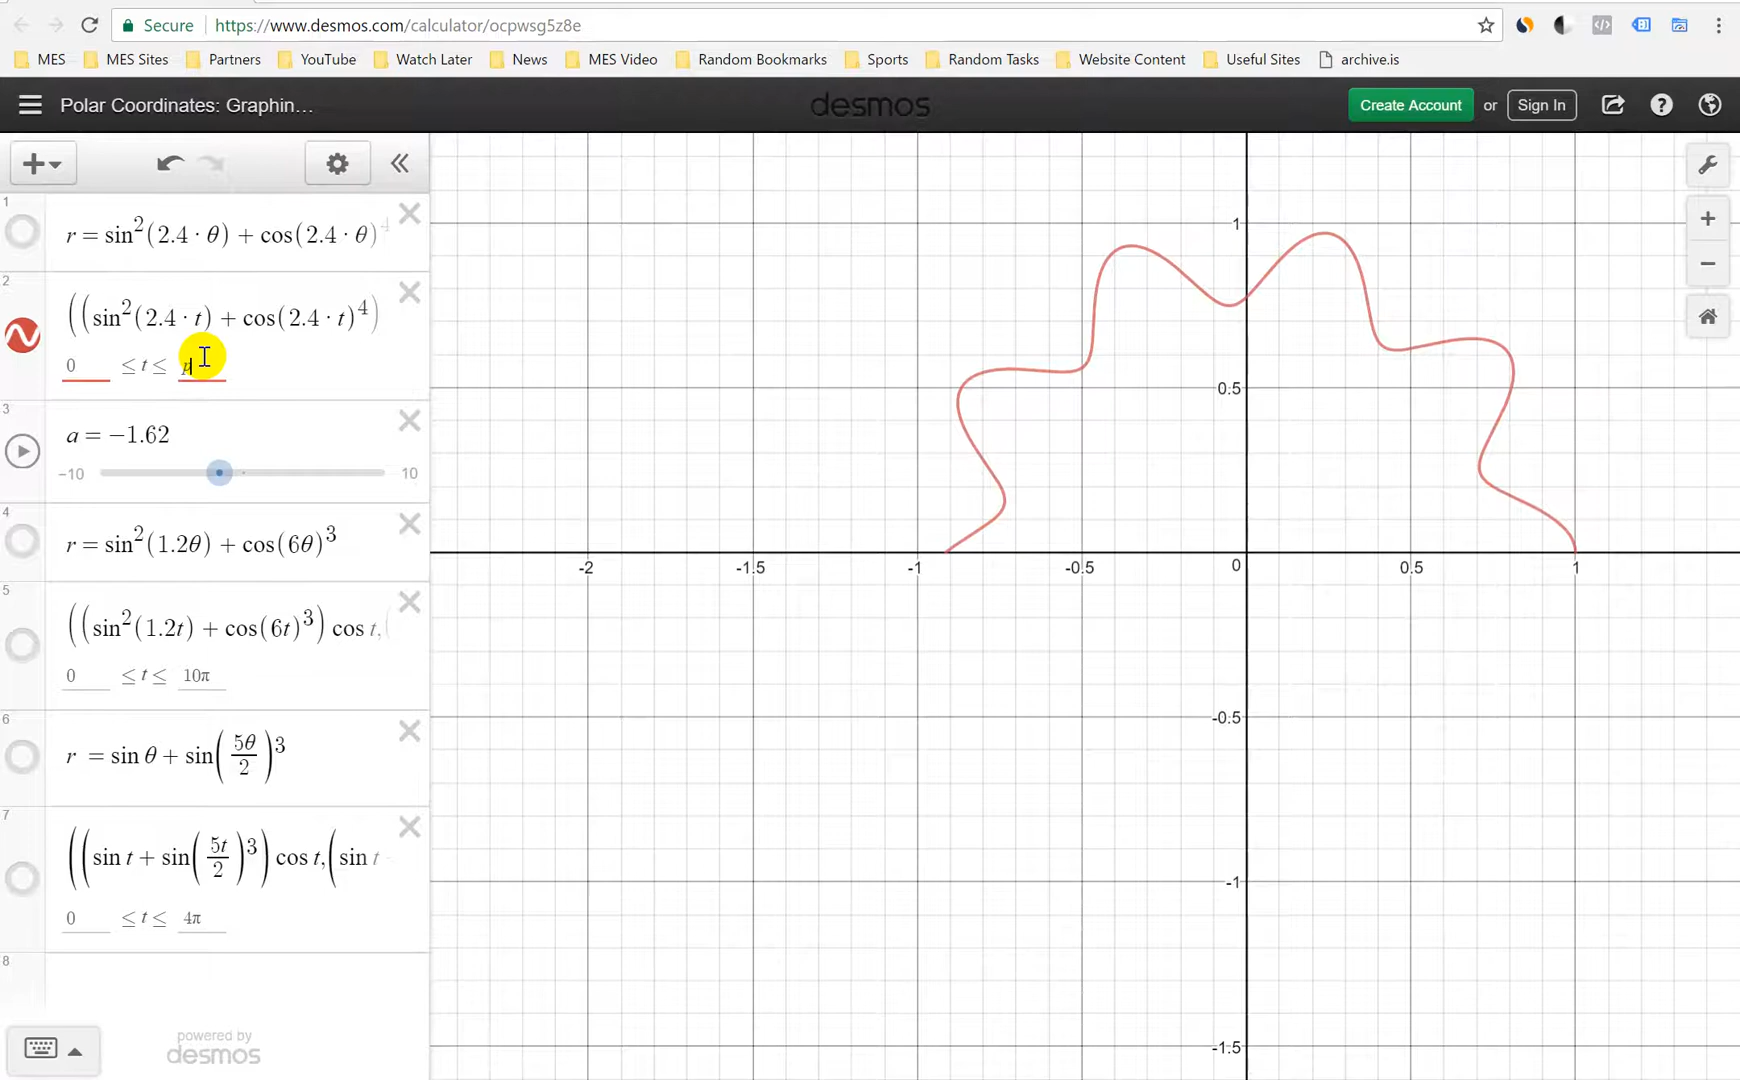 Secure https://www.desmos.com/calculator/ocpwsg5z8e
MES MES Sites Partners YouTube Watch Later News MES Video Random Bookmarks Sports Random Tasks Website Content Useful Sites archive.is
Polar Coordinates: Graphin... desmos Create Account or Sign In
1
r = sin²(2.4 · θ) + cos(2.4 · θ)⁴
2
((sin²(2.4 · t) + cos(2.4 · t)⁴)
0 ≤ t ≤ p
3
a = −1.62
−10 10
4
r = sin²(1.2θ) + cos(6θ)³
5
((sin²(1.2t) + cos(6t)³) cos t,(
0 ≤ t ≤ 10π
6
r = sin θ + sin(5θ/2)³
7
((sin t + sin(5t/2)³) cos t,(sin t
0 ≤ t ≤ 4π
8
powered by
desmos
1
0.5
-2 -1.5 -1 -0.5 0 0.5 1
-0.5
-1
-1.5